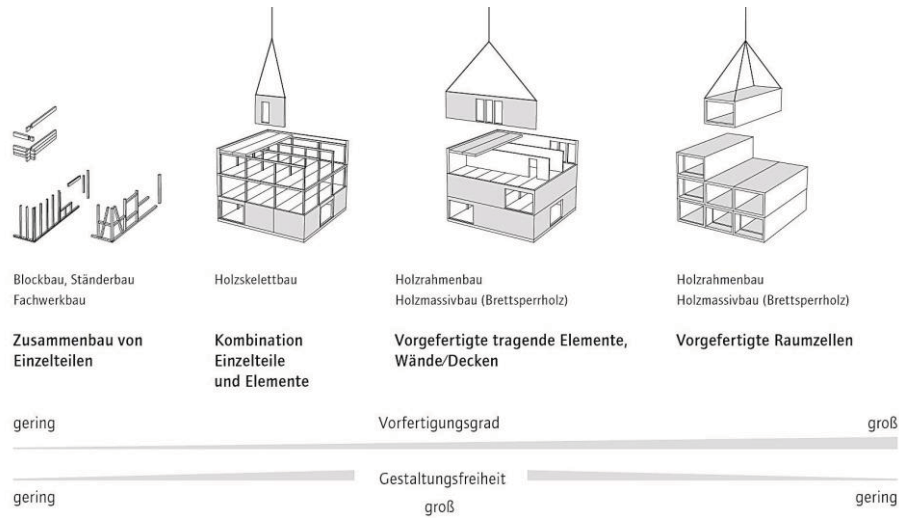 Blockbau, Ständerbau
Fachwerkbau
Holzskelettbau
Holzrahmenbau
Holzmassivbau (Brettsperrholz)
Holzrahmenbau
Holzmassivbau (Brettsperrholz)
Zusammenbau von
Einzelteilen
Kombination
Einzelteile
und Elemente
Vorgefertigte tragende Elemente,
Wände/Decken
Vorgefertigte Raumzellen
gering
Vorfertigungsgrad
groß
Gestaltungsfreiheit
gering
groß
gering